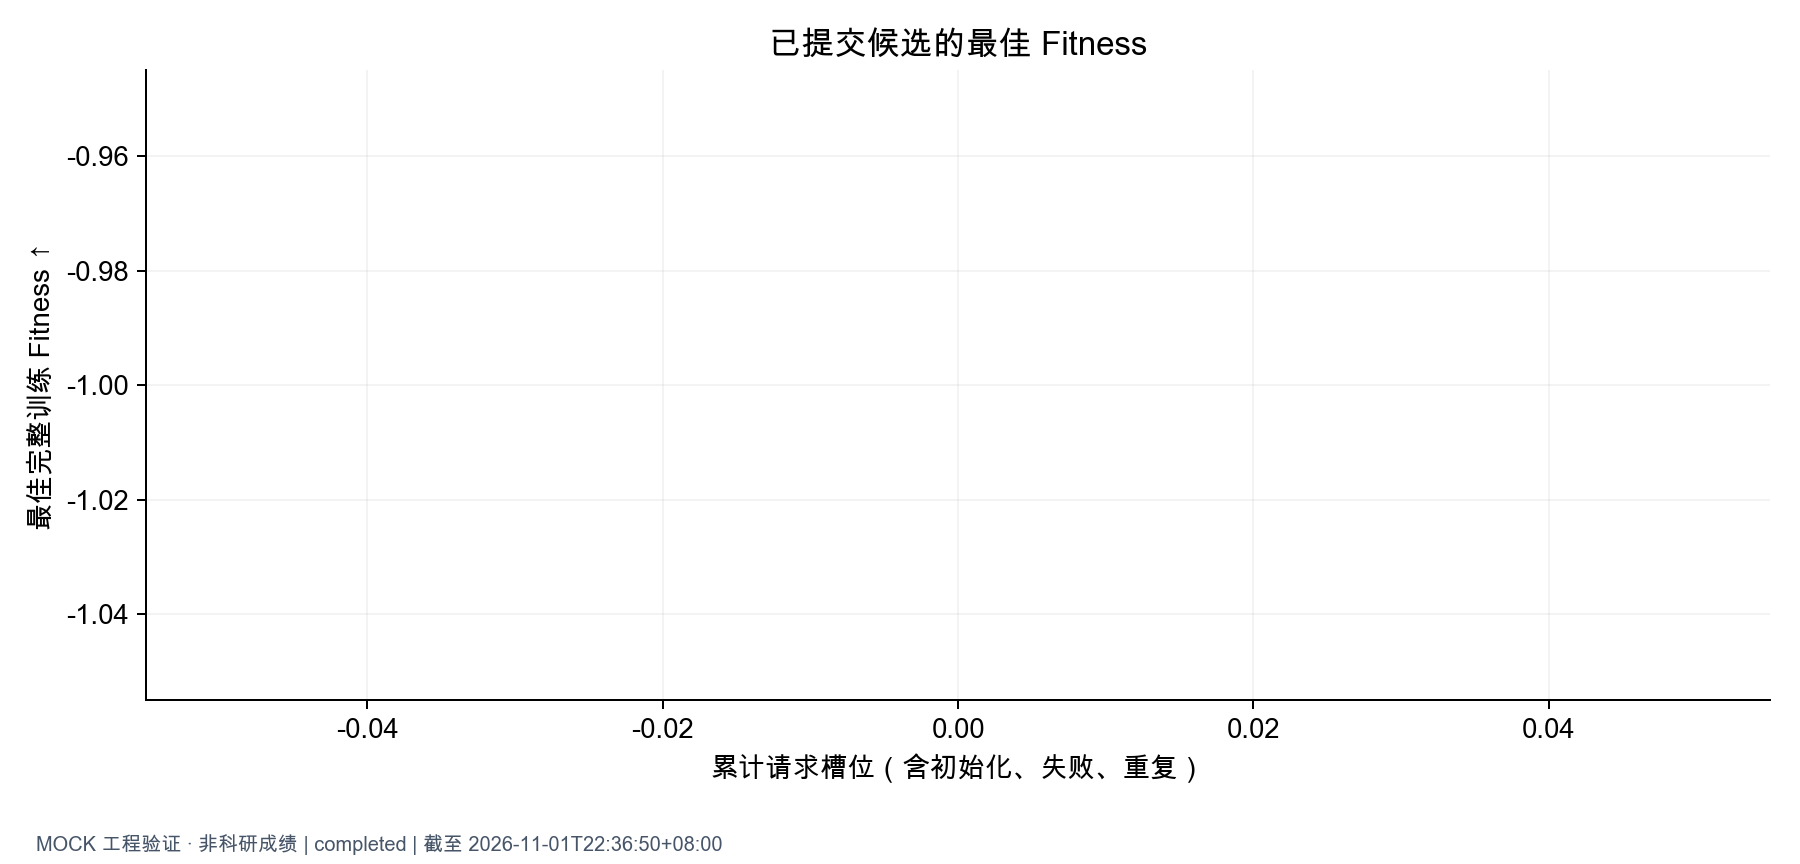 已提交候选的最佳 Fitness
最佳完整训练 Fitness ↑
-0.96
-0.98
-1.00
-1.02
-1.04
-0.04
-0.02
0.00
0.02
0.04
累计请求槽位（含初始化、失败、重复）
MOCK 工程验证 · 非科研成绩 | completed | 截至 2026-11-01T22:36:50+08:00